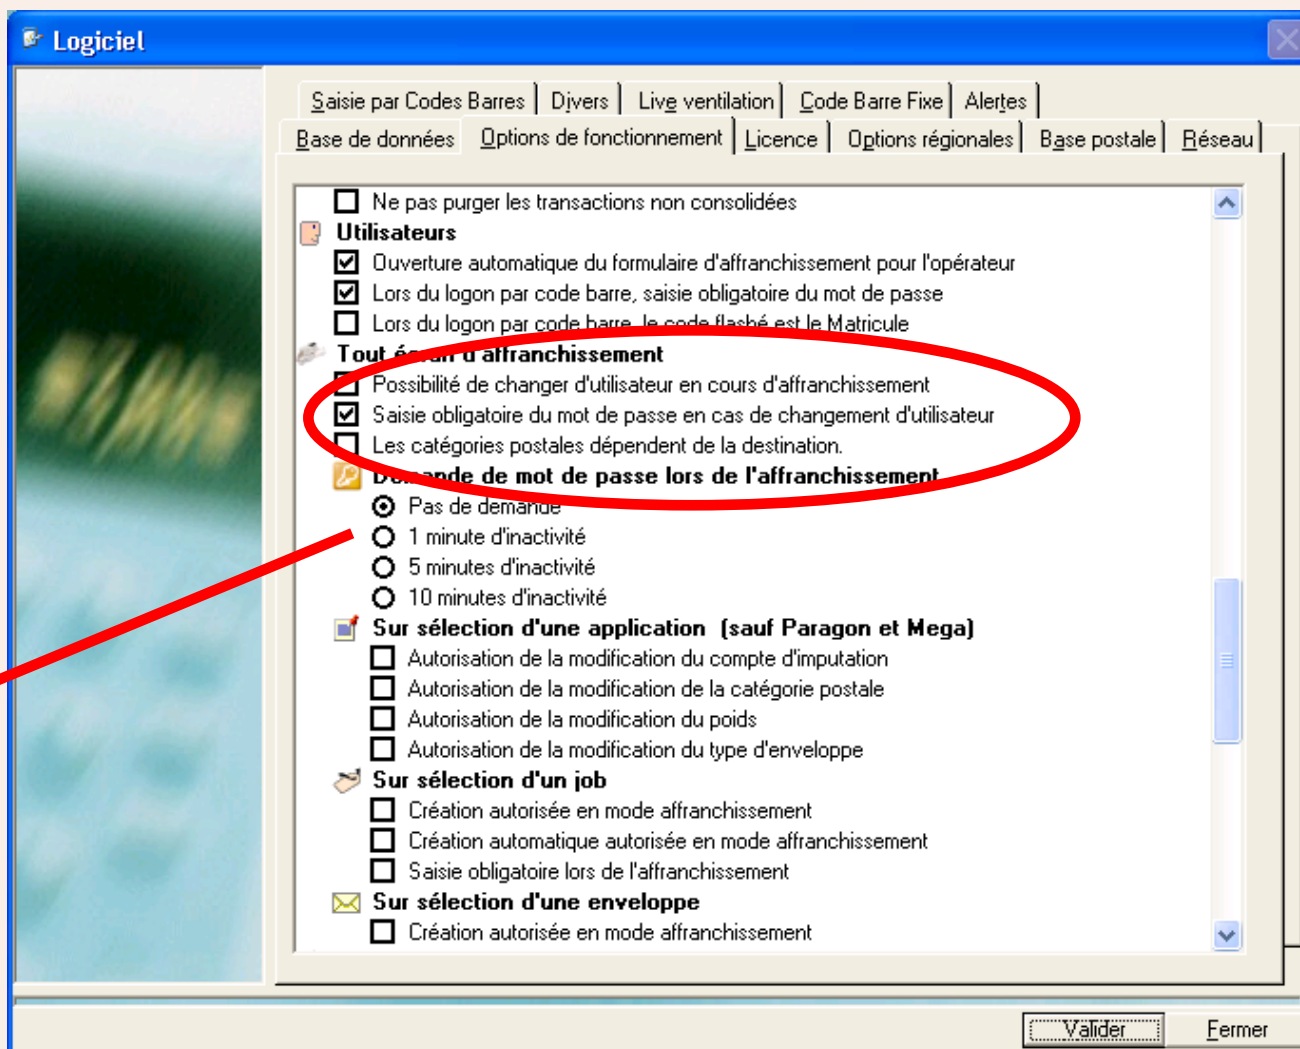 Logiciel
Saisie par Codes Barres Divers Live ventilation Code Barre Fixe Alertes
Base de données Options de fonctionnement Licence Options régionales Base postale Réseau
Ne pas purger les transactions non consolidées
Utilisateurs
Ouverture automatique du formulaire d'affranchissement pour l'opérateur
Lors du logon par code barre, saisie obligatoire du mot de passe
Lors du logon par code barre, le code flashé est le Matricule
Tout écran d'affranchissement
Possibilité de changer d'utilisateur en cours d'affranchissement
Saisie obligatoire du mot de passe en cas de changement d'utilisateur
Les catégories postales dépendent de la destination.
Demande de mot de passe lors de l'affranchissement
Pas de demande
1 minute d'inactivité
5 minutes d'inactivité
10 minutes d'inactivité
Sur sélection d'une application (sauf Paragon et Mega)
Autorisation de la modification du compte d'imputation
Autorisation de la modification de la catégorie postale
Autorisation de la modification du poids
Autorisation de la modification du type d'enveloppe
Sur sélection d'un job
Création autorisée en mode affranchissement
Création automatique autorisée en mode affranchissement
Saisie obligatoire lors de l'affranchissement
Sur sélection d'une enveloppe
Création autorisée en mode affranchissement
Valider Fermer